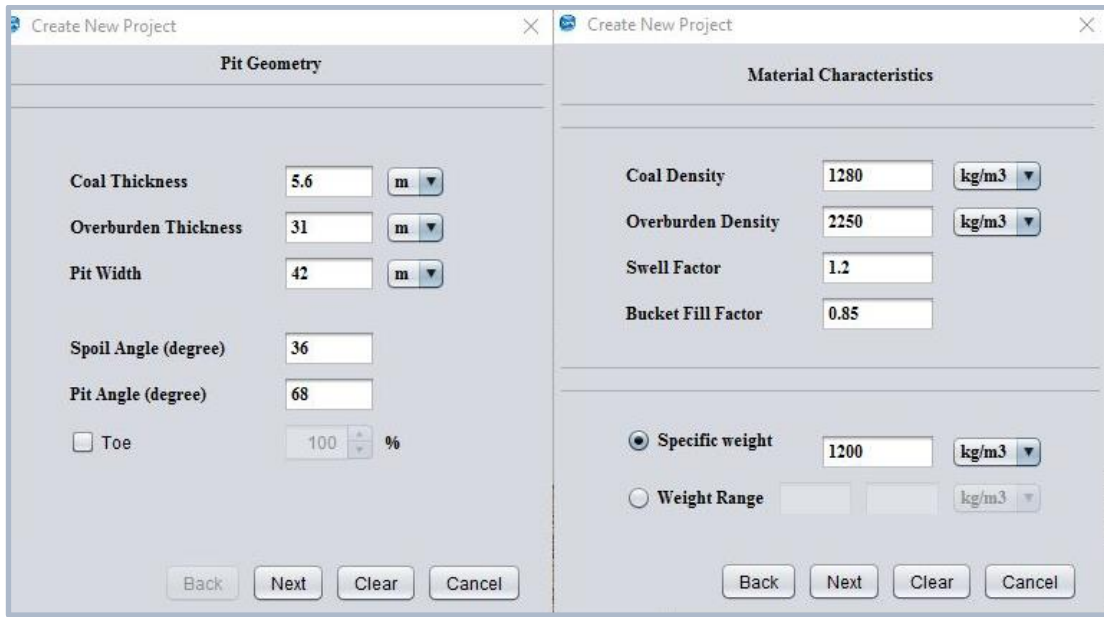 Create New Project
Pit Geometry
Coal Thickness 5.6 m
Overburden Thickness 31 m
Pit Width 42 m
Spoil Angle (degree) 36
Pit Angle (degree) 68
Toe 100 %
Back Next Clear Cancel
Create New Project
Material Characteristics
Coal Density 1280 kg/m3
Overburden Density 2250 kg/m3
Swell Factor 1.2
Bucket Fill Factor 0.85
Specific weight 1200 kg/m3
Weight Range kg/m3
Back Next Clear Cancel